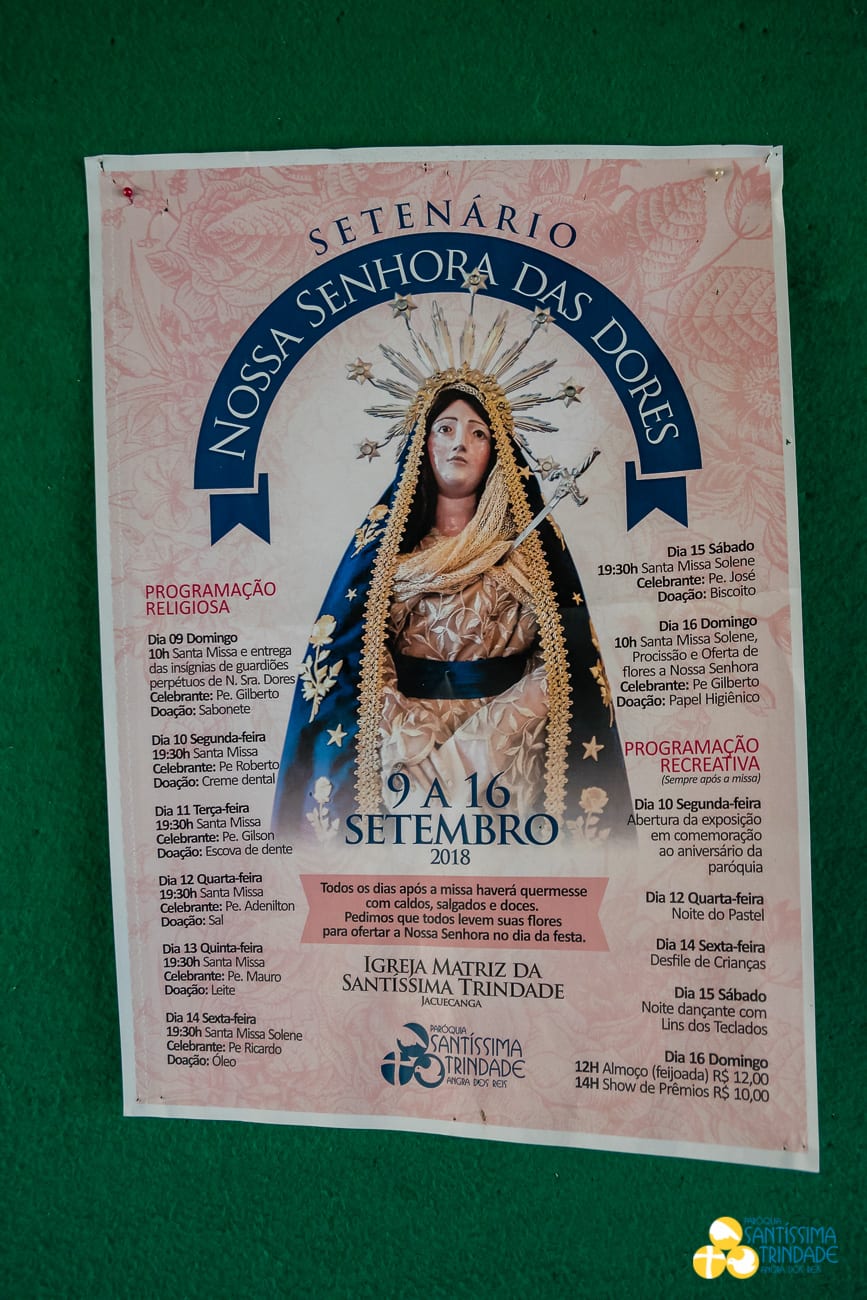 SETENÁRIO
NOSSA SENHORA DAS DORES
PROGRAMAÇÃO
RELIGIOSA
Dia 09 Domingo
10h Santa Missa e entrega
das insígnias de guardiões
perpétuos de N. Sra. Dores
Celebrante: Pe. Gilberto
Doação: Sabonete
Dia 10 Segunda-feira
19:30h Santa Missa
Celebrante: Pe Roberto
Doação: Creme dental
Dia 11 Terça-feira
19:30h Santa Missa
Celebrante: Pe. Gilson
Doação: Escova de dente
Dia 12 Quarta-feira
19:30h Santa Missa
Celebrante: Pe. Adenilton
Doação: Sal
Dia 13 Quinta-feira
19:30h Santa Missa
Celebrante: Pe. Mauro
Doação: Leite
Dia 14 Sexta-feira
19:30h Santa Missa Solene
Celebrante: Pe Ricardo
Doação: Óleo
Dia 15 Sábado
19:30h Santa Missa Solene
Celebrante: Pe. José
Doação: Biscoito
Dia 16 Domingo
10h Santa Missa Solene,
Procissão e Oferta de
flores a Nossa Senhora
Celebrante: Pe Gilberto
Doação: Papel Higiênico
PROGRAMAÇÃO
RECREATIVA
(Sempre após a missa)
Dia 10 Segunda-feira
Abertura da exposição
em comemoração
ao aniversário da
paróquia
Dia 12 Quarta-feira
Noite do Pastel
Dia 14 Sexta-feira
Desfile de Crianças
Dia 15 Sábado
Noite dançante com
Lins dos Teclados
Dia 16 Domingo
12H Almoço (feijoada) R$ 12,00
14H Show de Prêmios R$ 10,00
9 A 16
SETEMBRO
2018
Todos os dias após a missa haverá quermesse
com caldos, salgados e doces.
Pedimos que todos levem suas flores
para ofertar a Nossa Senhora no dia da festa.
IGREJA MATRIZ DA
SANTÍSSIMA TRINDADE
JACUECANGA
PARÓQUIA
SANTÍSSIMA
TRINDADE
ANGRA DOS REIS
PARÓQUIA
SANTÍSSIMA
TRINDADE
ANGRA DOS REIS